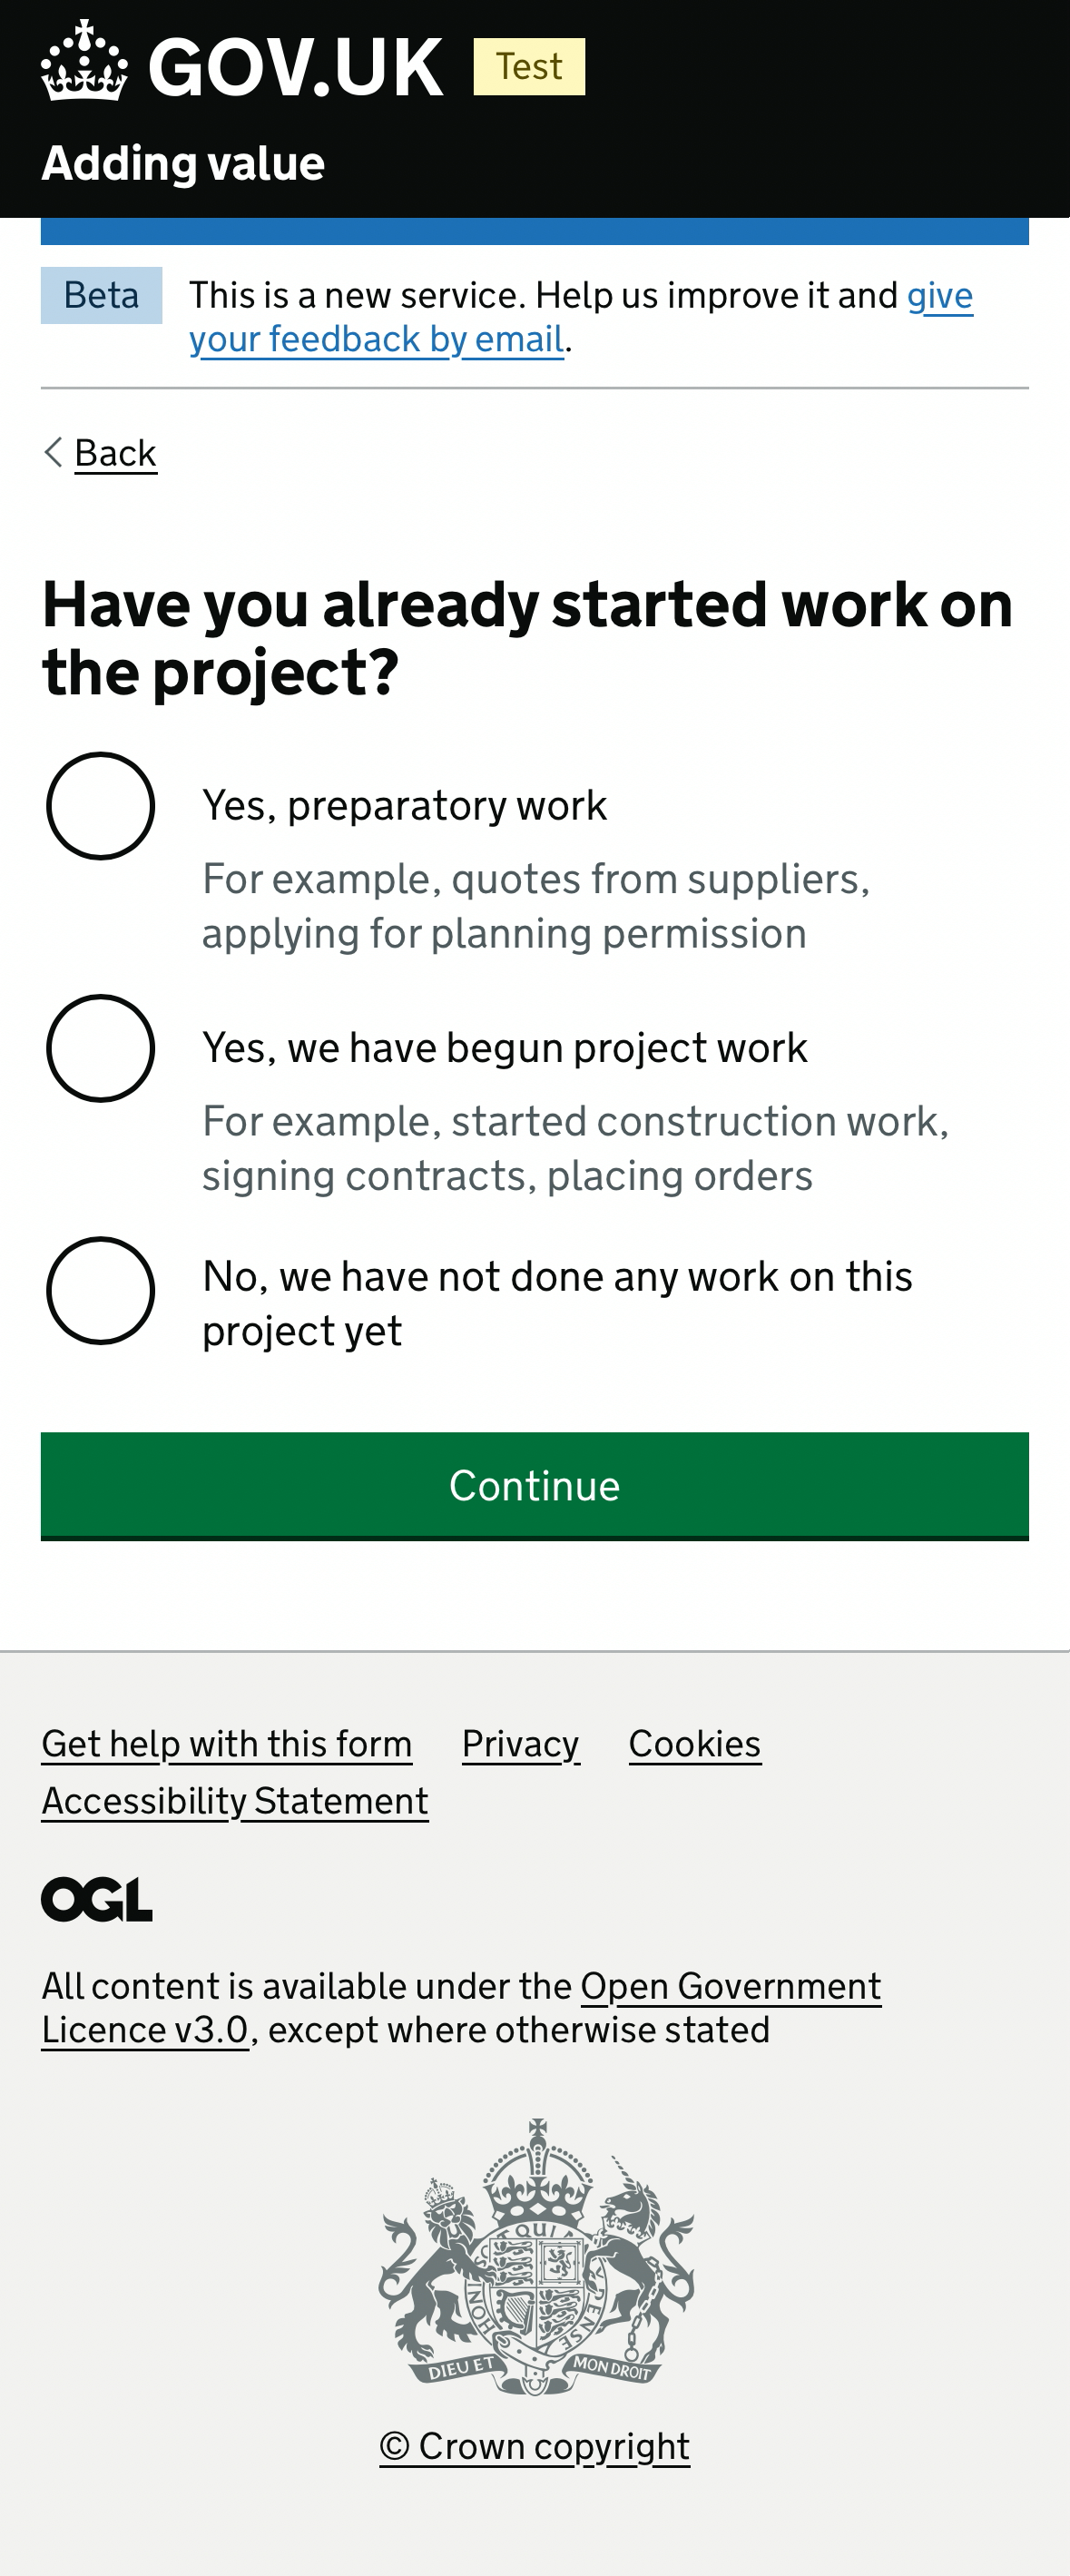 GOV.UK Test
Adding value
Beta This is a new service. Help us improve it and give
your feedback by email.
Back
Have you already started work on
the project?
Yes, preparatory work
For example, quotes from suppliers,
applying for planning permission
Yes, we have begun project work
For example, started construction work,
signing contracts, placing orders
No, we have not done any work on this
project yet
Continue
Get help with this form Privacy Cookies
Accessibility Statement
OGL
All content is available under the Open Government
Licence v3.0, except where otherwise stated
QUI
HONI
PENSE
DIEU ET MON DROIT
© Crown copyright